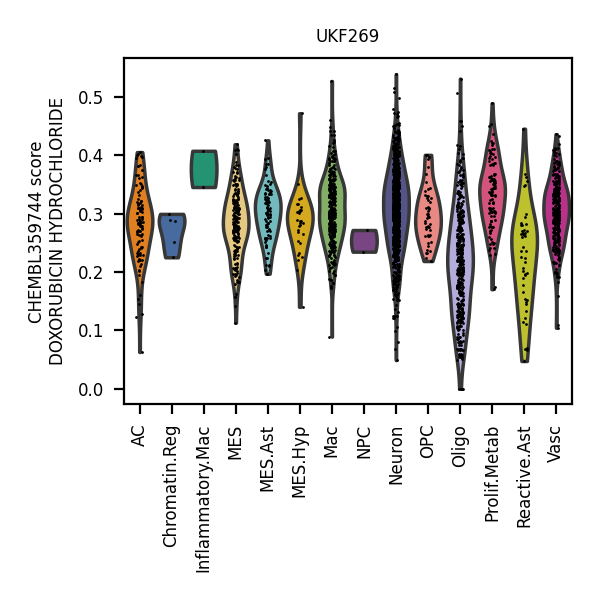 UKF269
CHEMBL359744 score
DOXORUBICIN HYDROCHLORIDE
0.5
0.4
0.3
0.2
0.1
0.0
AC
Chromatin.Reg
Inflammatory.Mac
MES
MES.Ast
MES.Hyp
Mac
NPC
Neuron
OPC
Oligo
Prolif.Metab
Reactive.Ast
Vasc